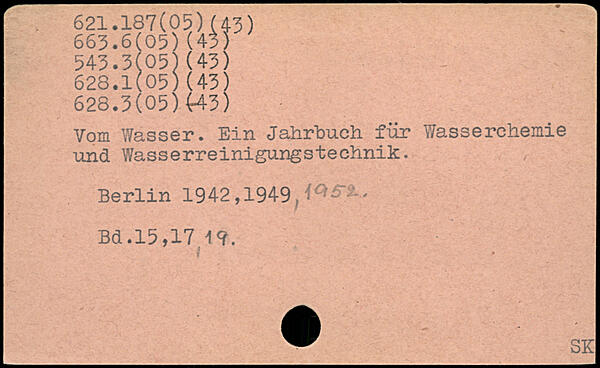 621.187(05)(43)
663.6(05)(43)
543.3(05)(43)
628.1(05)(43)
628.3(05)(43)
Vom Wasser. Ein Jahrbuch für Wasserchemie
und Wasserreinigungstechnik.
Berlin 1942,1949,1952.
Bd.15,17,19.
SK